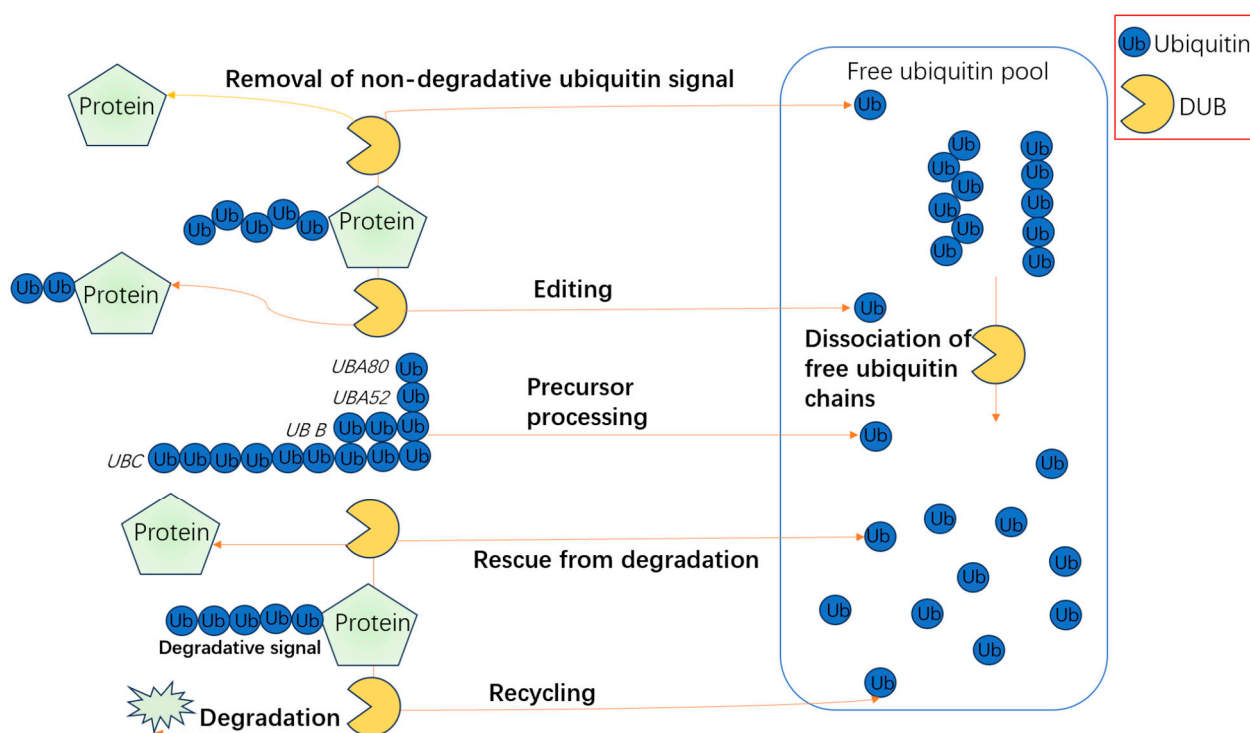 Ub Ubiquitin
DUB
Removal of non-degradative ubiquitin signal
Free ubiquitin pool
Protein
Ub
Ub Ub Ub Ub Ub Ub
Ub Ub Ub Ub Ub
Ub Ub Ub Ub Ub Protein
Ub Ub Protein
Editing
Ub
Dissociation of
free ubiquitin
chains
UBA80 Ub
UBA52 Ub
UB B Ub Ub Ub
UBC Ub Ub Ub Ub Ub Ub Ub Ub Ub
Precursor
processing
Ub
Ub
Ub
Ub
Protein
Rescue from degradation
Ub
Ub
Ub
Ub
Ub
Ub
Ub Ub Ub Ub Ub Protein
Degradative signal
Ub
Degradation
Recycling
Ub